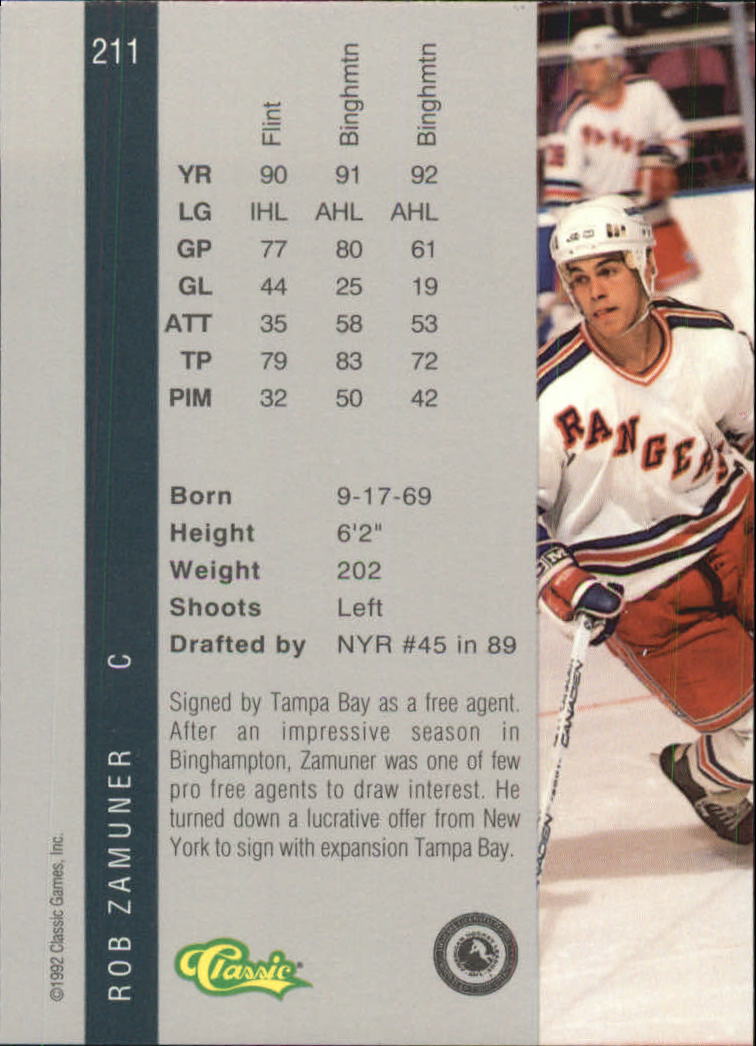 211
Flint Binghmtn Binghmtn
YR 90 91 92
LG IHL AHL AHL
GP 77 80 61
GL 44 25 19
ATT 35 58 53
TP 79 83 72
PIM 32 50 42
Born 9-17-69
Height 6'2"
Weight 202
Shoots Left
Drafted by NYR #45 in 89
Signed by Tampa Bay as a free agent.
After an impressive season in
Binghampton, Zamuner was one of few
pro free agents to draw interest. He
turned down a lucrative offer from New
York to sign with expansion Tampa Bay.
Classic
ROB ZAMUNER C
©1992 Classic Games, Inc.
RANGERS